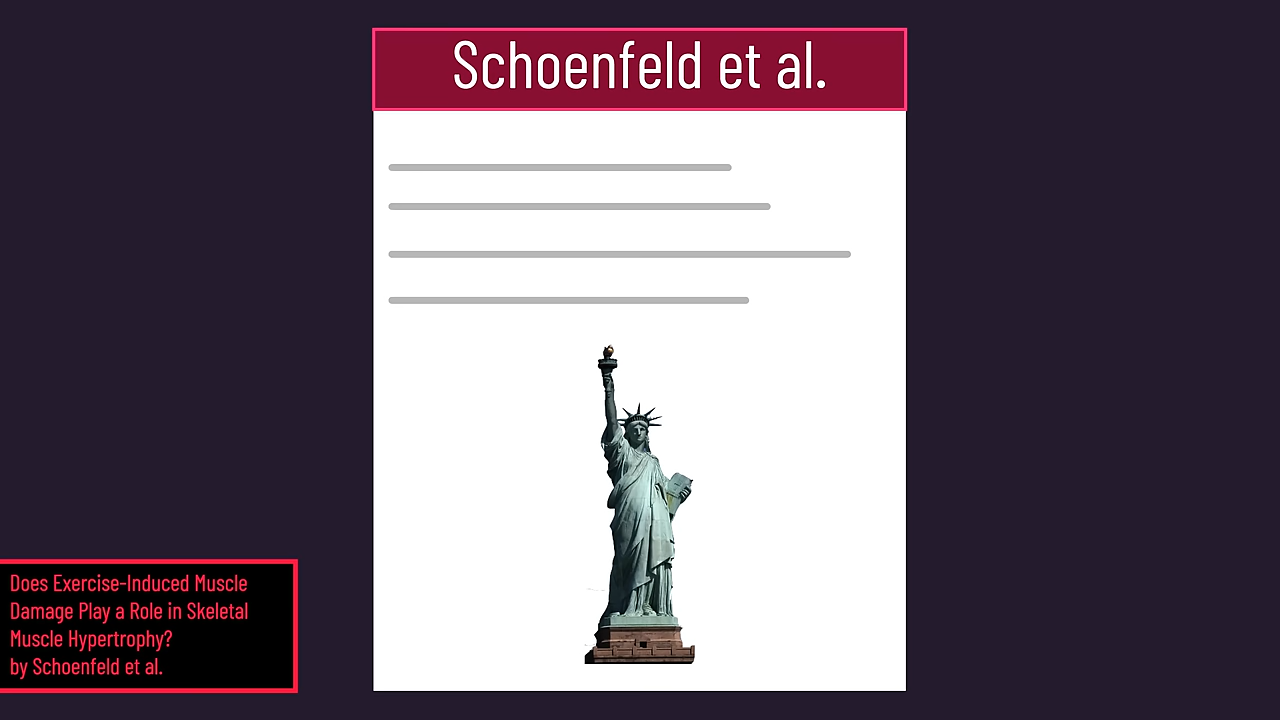 Schoenfeld et al.
Does Exercise-Induced Muscle
Damage Play a Role in Skeletal
Muscle Hypertrophy?
by Schoenfeld et al.